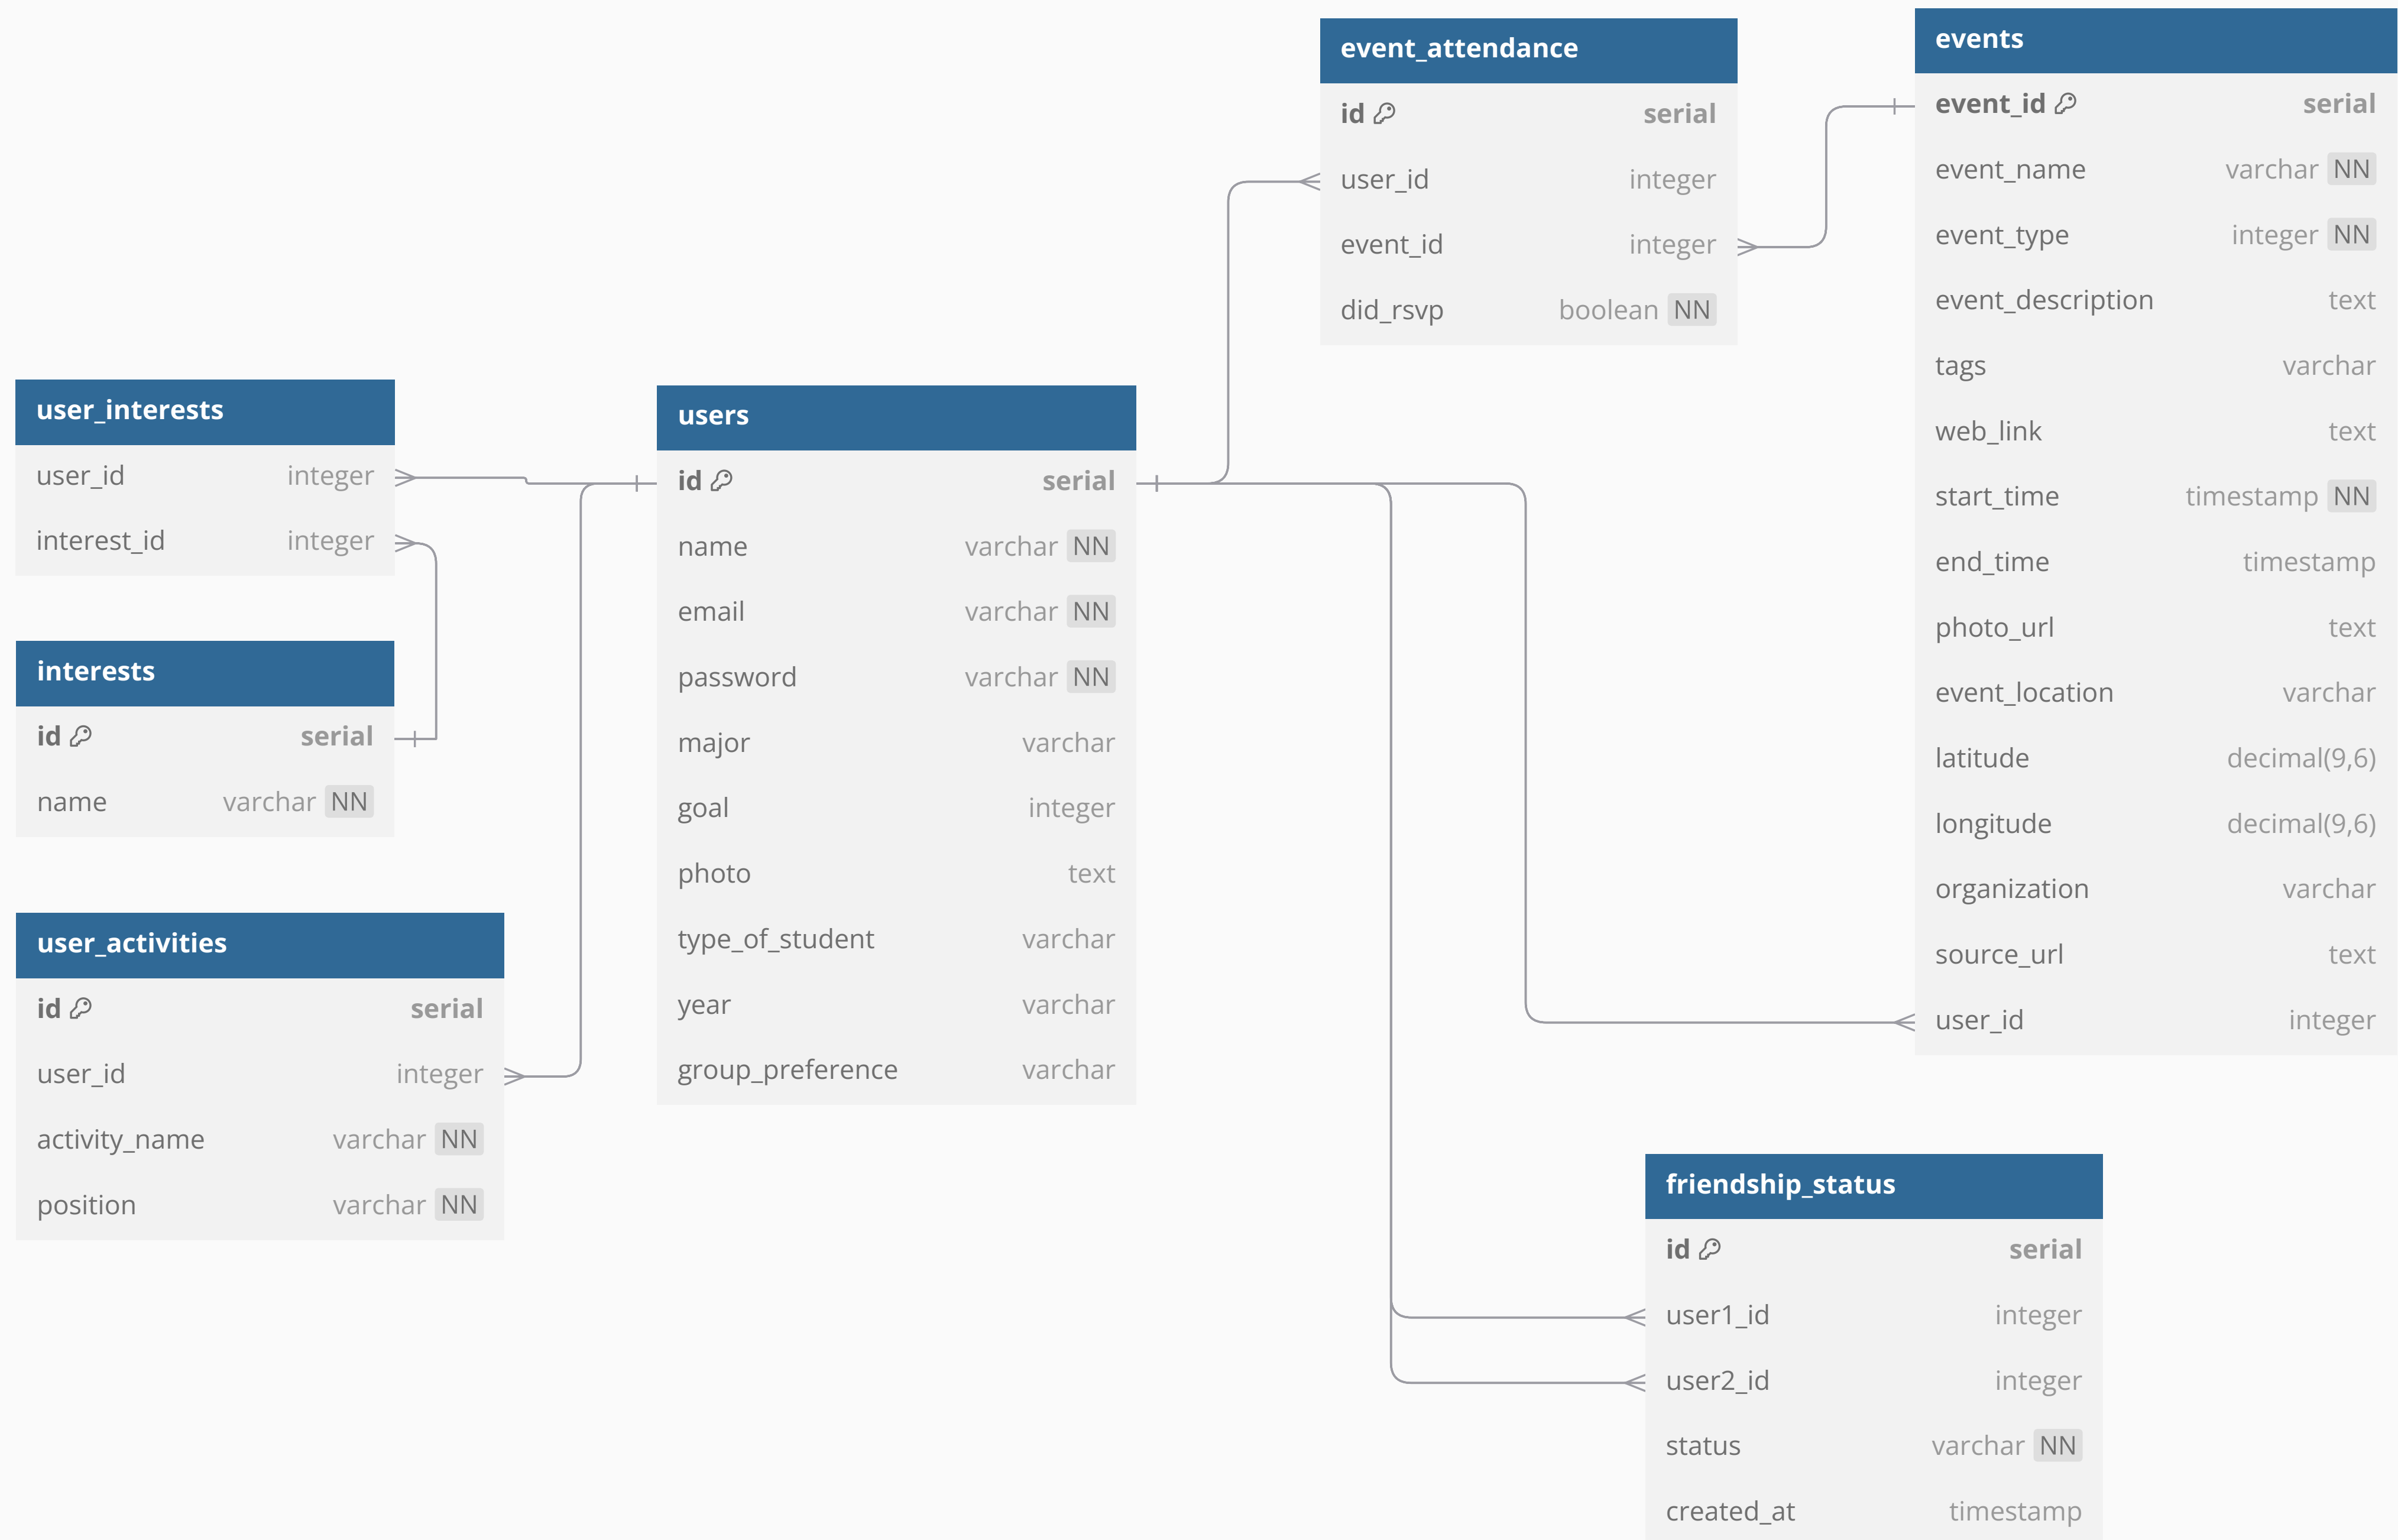 event_attendance
id serial
user_id integer
event_id integer
did_rsvp boolean NN
events
event_id serial
event_name varchar NN
event_type integer NN
event_description text
tags varchar
web_link text
start_time timestamp NN
end_time timestamp
photo_url text
event_location varchar
latitude decimal(9,6)
longitude decimal(9,6)
organization varchar
source_url text
user_id integer
user_interests
user_id integer
interest_id integer
interests
id serial
name varchar NN
user_activities
id serial
user_id integer
activity_name varchar NN
position varchar NN
users
id serial
name varchar NN
email varchar NN
password varchar NN
major varchar
goal integer
photo text
type_of_student varchar
year varchar
group_preference varchar
friendship_status
id serial
user1_id integer
user2_id integer
status varchar NN
created_at timestamp